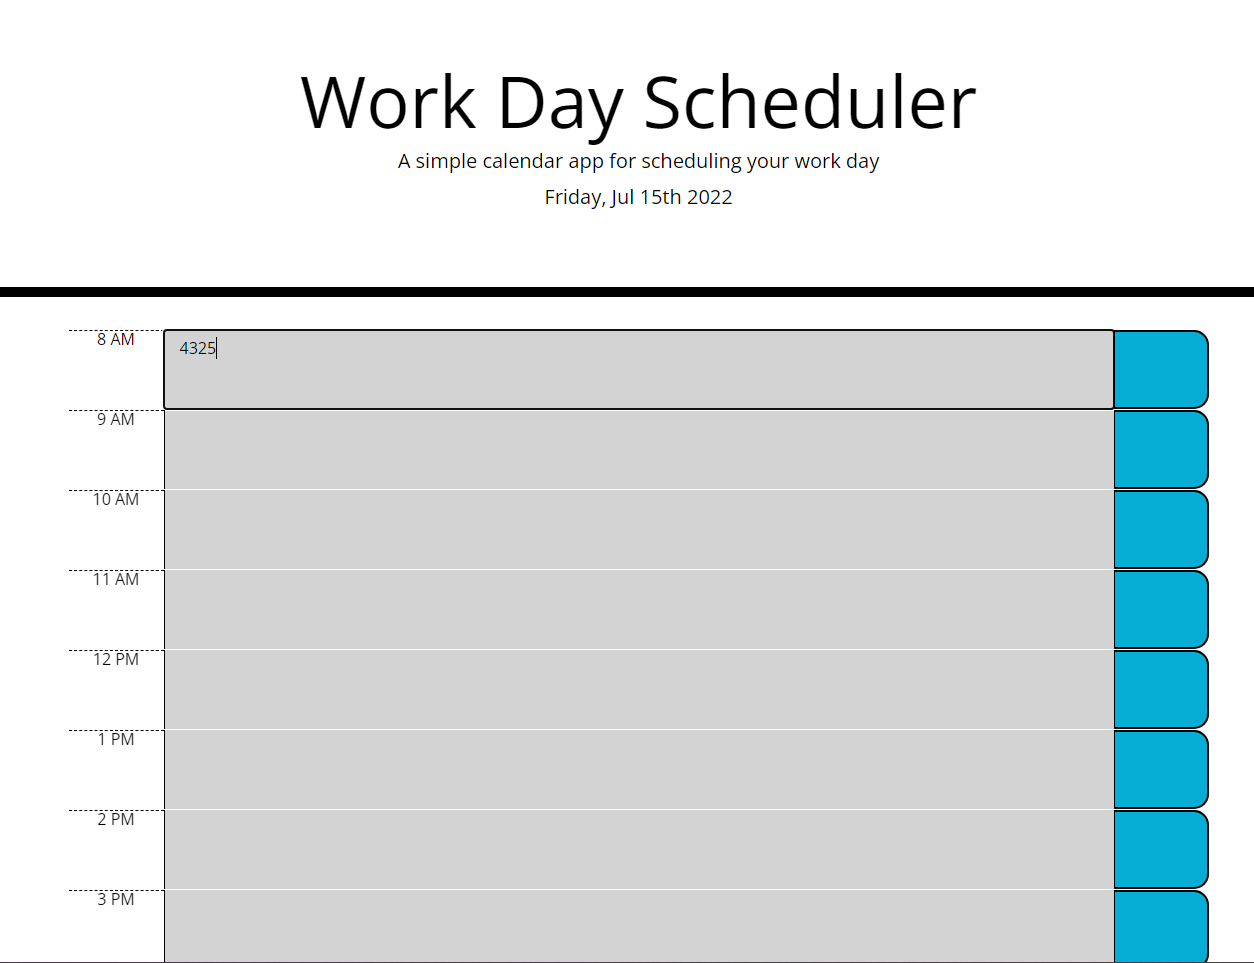 Work Day Scheduler
A simple calendar app for scheduling your work day
Friday, Jul 15th 2022
8 AM
4325
9 AM
10 AM
11 AM
12 PM
1 PM
2 PM
3 PM